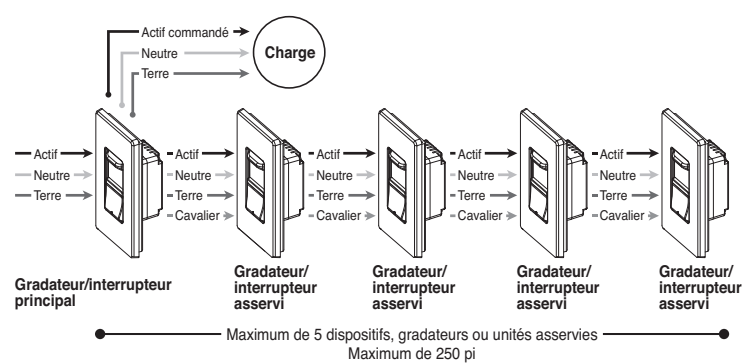 Actif commandé
Neutre
Terre
Charge
Actif
Neutre
Terre
Actif
Neutre
Terre
Cavalier
Actif
Neutre
Terre
Cavalier
Actif
Neutre
Terre
Cavalier
Actif
Neutre
Terre
Cavalier
Gradateur/interrupteur
principal
Gradateur/
interrupteur
asservi
Gradateur/
interrupteur
asservi
Gradateur/
interrupteur
asservi
Gradateur/
interrupteur
asservi
Maximum de 5 dispositifs, gradateurs ou unités asservies
Maximum de 250 pi